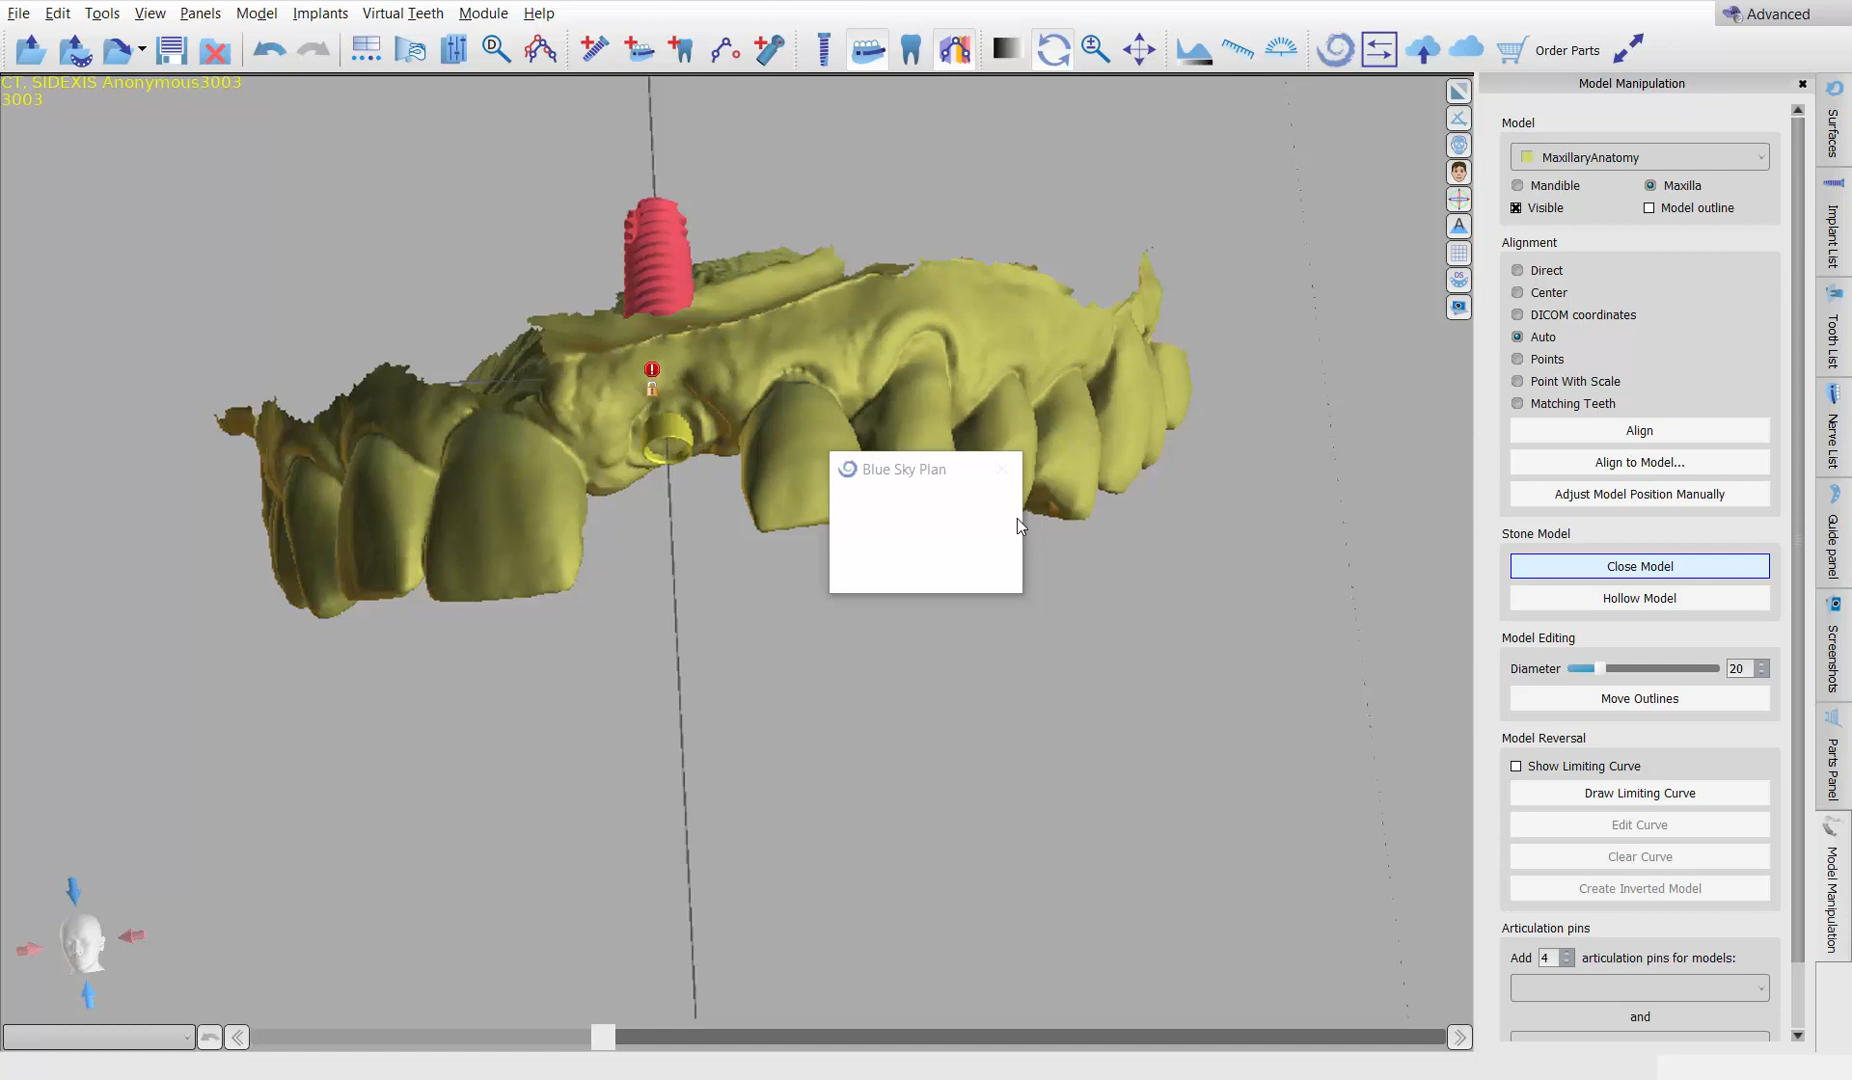 File Edit Tools View Panels Model Implants Virtual Teeth Module Help
Advanced
Order Parts
CT, SIDEXIS Anonymous3003
3003
Blue Sky Plan
Model Manipulation
Model
MaxillaryAnatomy
Mandible Maxilla
Visible Model outline
Alignment
Direct
Center
DICOM coordinates
Auto
Points
Point With Scale
Matching Teeth
Align
Align to Model...
Adjust Model Position Manually
Stone Model
Close Model
Hollow Model
Model Editing
Diameter 20
Move Outlines
Model Reversal
Show Limiting Curve
Draw Limiting Curve
Edit Curve
Clear Curve
Create Inverted Model
Articulation pins
Add 4 articulation pins for models:
and
Surfaces
Implant List
Tooth List
Nerve List
Guide panel
Screenshots
Parts Panel
Model Manipulation